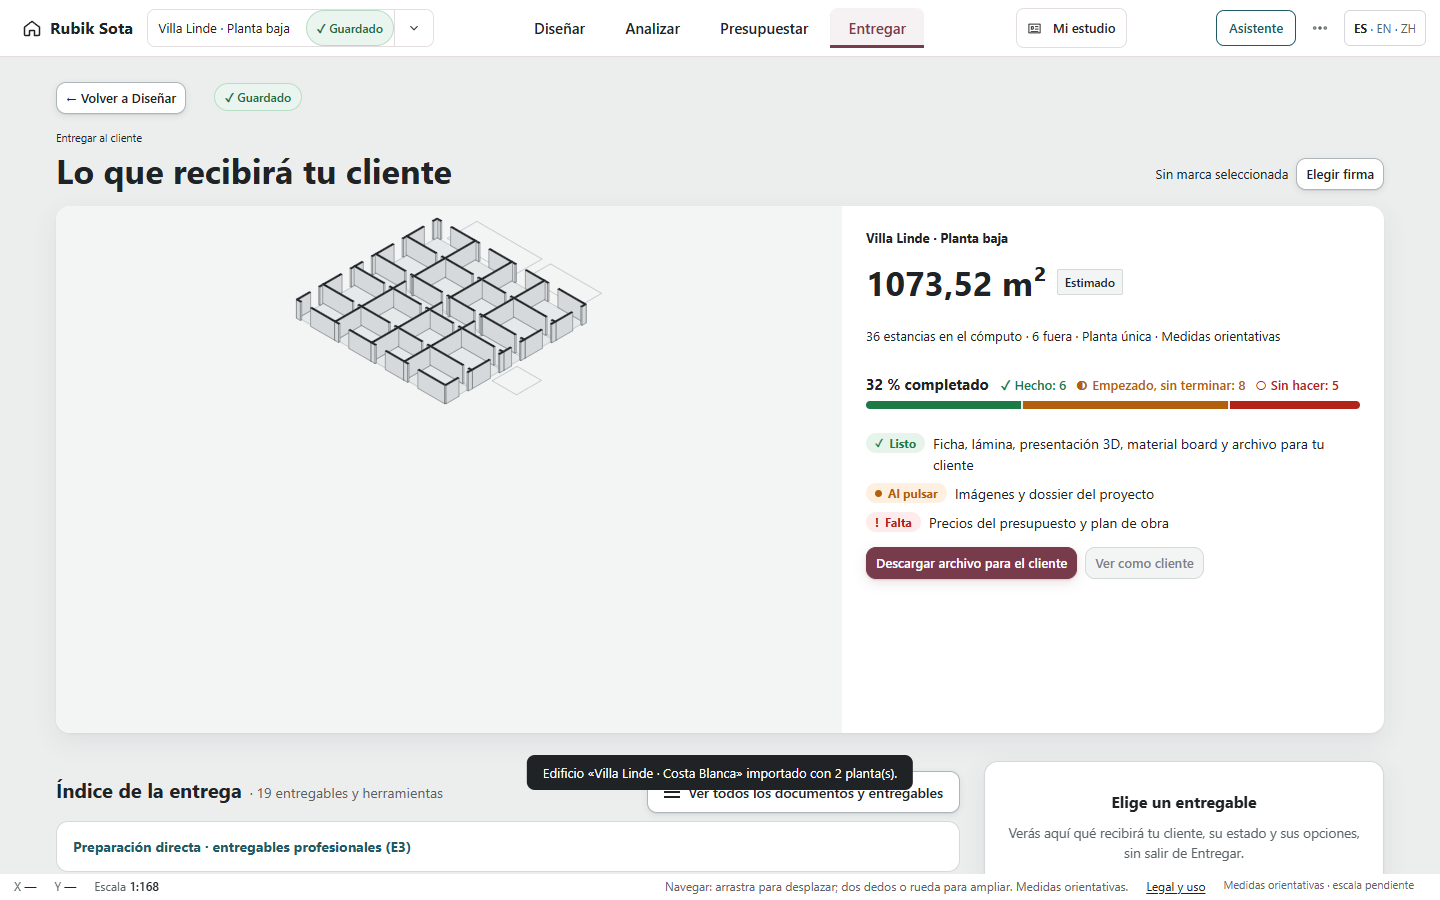 Rubik Sota
Villa Linde · Planta baja
✓ Guardado
Diseñar
Analizar
Presupuestar
Entregar
Mi estudio
Asistente
ES · EN · ZH
← Volver a Diseñar
✓ Guardado
Entregar al cliente
Lo que recibirá tu cliente
Sin marca seleccionada
Elegir firma
Villa Linde · Planta baja
1073,52 m²
Estimado
36 estancias en el cómputo · 6 fuera · Planta única · Medidas orientativas
32 % completado
✓ Hecho: 6
Empezado, sin terminar: 8
Sin hacer: 5
✓ Listo
Ficha, lámina, presentación 3D, material board y archivo para tu
cliente
Al pulsar
Imágenes y dossier del proyecto
! Falta
Precios del presupuesto y plan de obra
Descargar archivo para el cliente
Ver como cliente
Edificio «Villa Linde · Costa Blanca» importado con 2 planta(s).
Índice de la entrega · 19 entregables y herramientas
Ver todos los documentos y entregables
Preparación directa · entregables profesionales (E3)
Elige un entregable
Verás aquí qué recibirá tu cliente, su estado y sus opciones,
sin salir de Entregar.
X —
Y —
Escala 1:168
Navegar: arrastra para desplazar; dos dedos o rueda para ampliar. Medidas orientativas.
Legal y uso
Medidas orientativas · escala pendiente